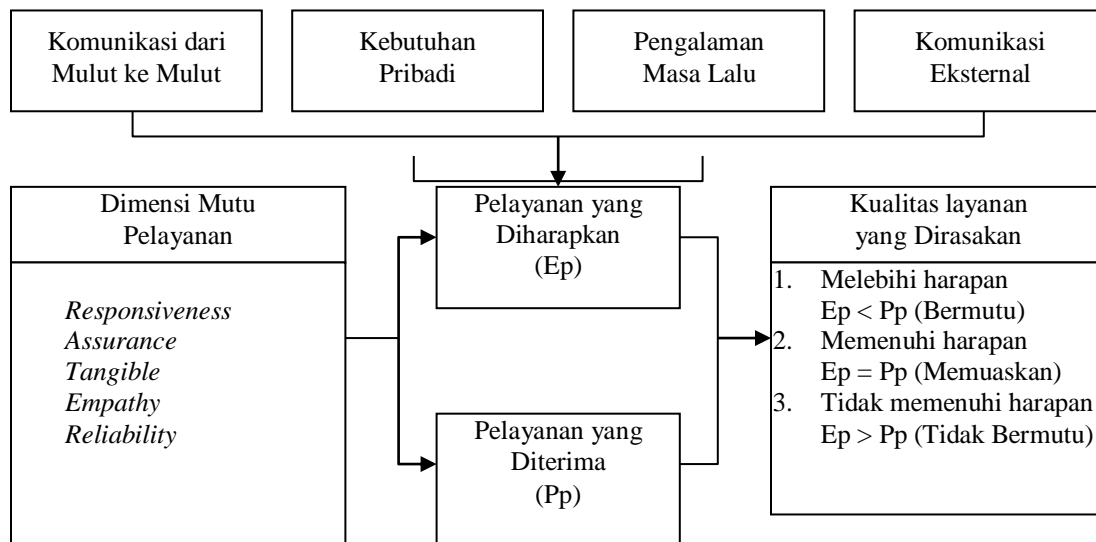 Komunikasi dari
Mulut ke Mulut
Kebutuhan
Pribadi
Pengalaman
Masa Lalu
Komunikasi
Eksternal
Dimensi Mutu
Pelayanan
Responsiveness
Assurance
Tangible
Empathy
Reliability
Pelayanan yang
Diharapkan
(Ep)
Pelayanan yang
Diterima
(Pp)
Kualitas layanan
yang Dirasakan
1. Melebihi harapan
Ep < Pp (Bermutu)
2. Memenuhi harapan
Ep = Pp (Memuaskan)
3. Tidak memenuhi harapan
Ep > Pp (Tidak Bermutu)